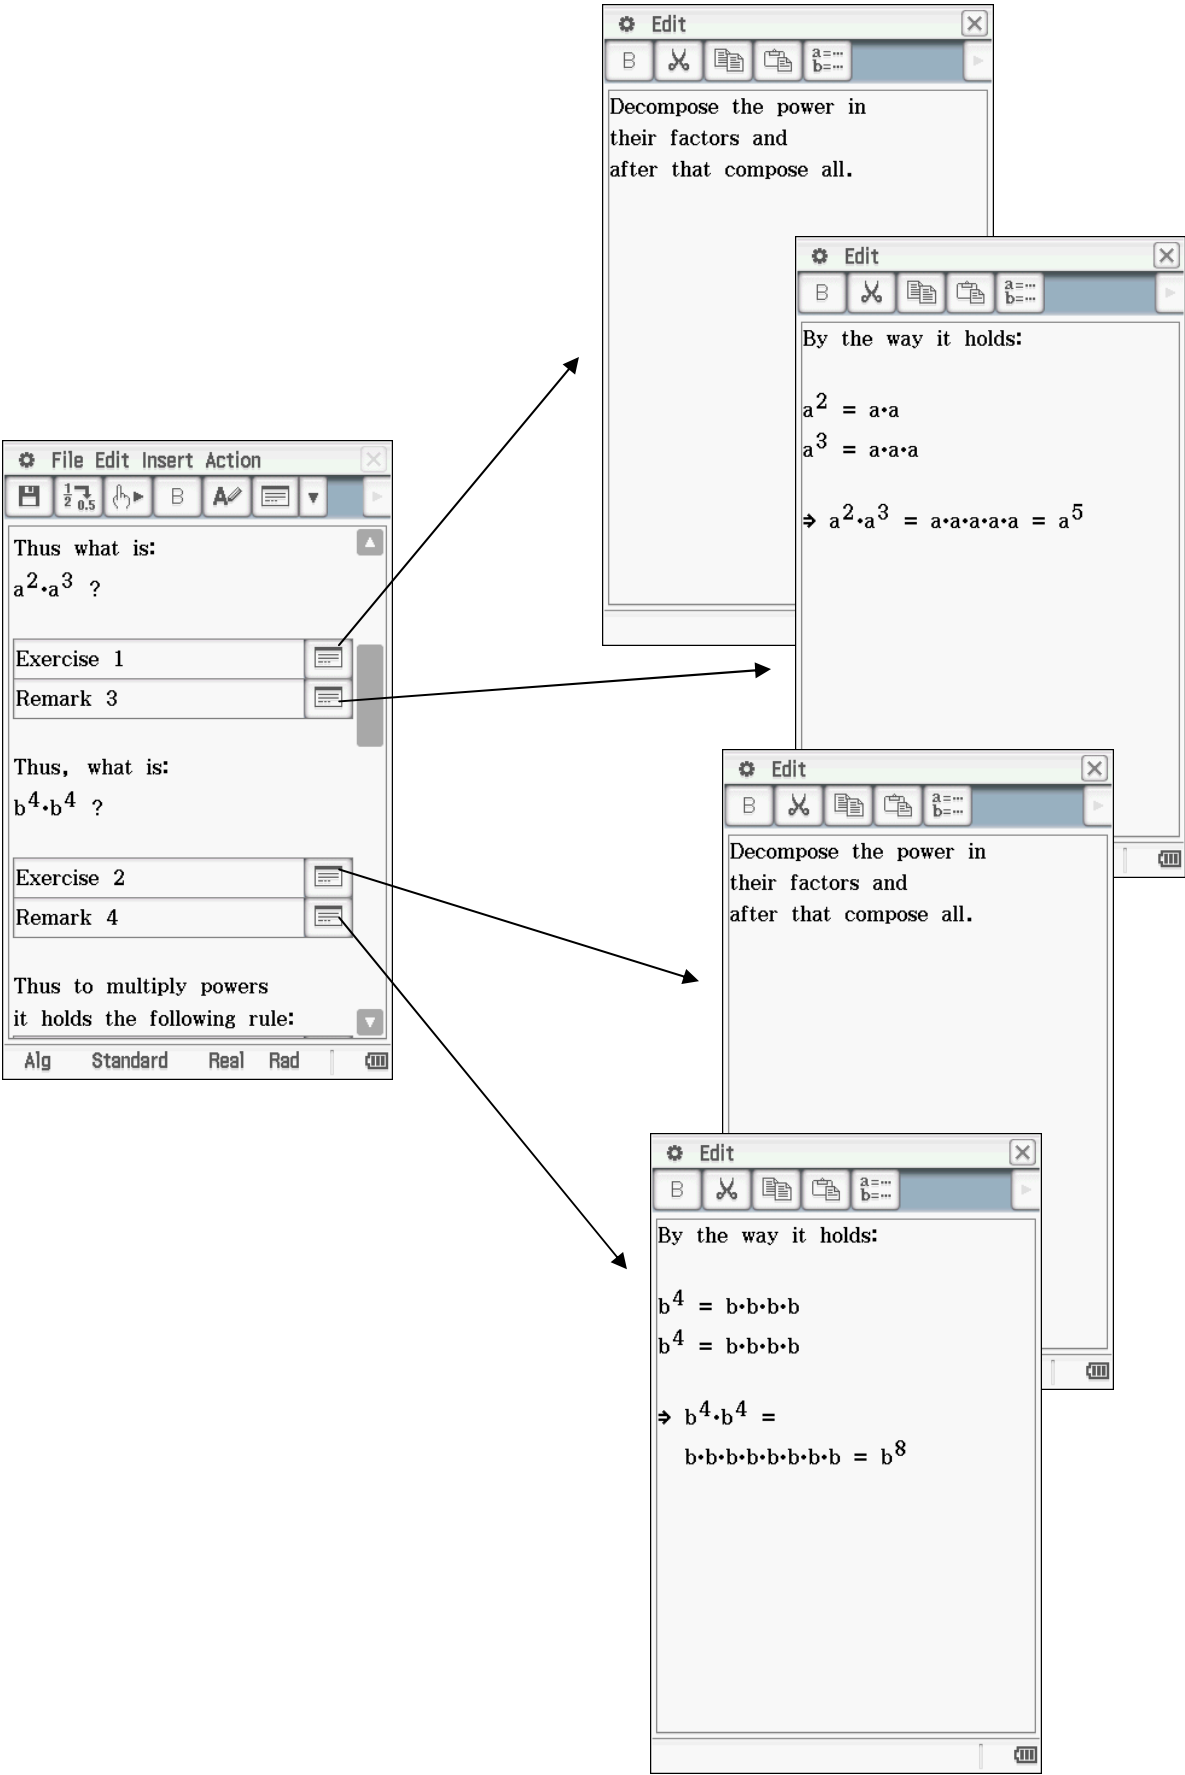 File Edit Insert Action
1/2 0.5 B A
Thus what is:
a²·a³ ?
Exercise 1
Remark 3
Thus, what is:
b⁴·b⁴ ?
Exercise 2
Remark 4
Thus to multiply powers
it holds the following rule:
Alg Standard Real Rad
Edit
B a=… b=…
Decompose the power in
their factors and
after that compose all.
Edit
B a=… b=…
By the way it holds:
a² = a·a
a³ = a·a·a
⇒ a²·a³ = a·a·a·a·a = a⁵
Edit
B a=… b=…
Decompose the power in
their factors and
after that compose all.
Edit
B a=… b=…
By the way it holds:
b⁴ = b·b·b·b
b⁴ = b·b·b·b
⇒ b⁴·b⁴ =
b·b·b·b·b·b·b·b = b⁸